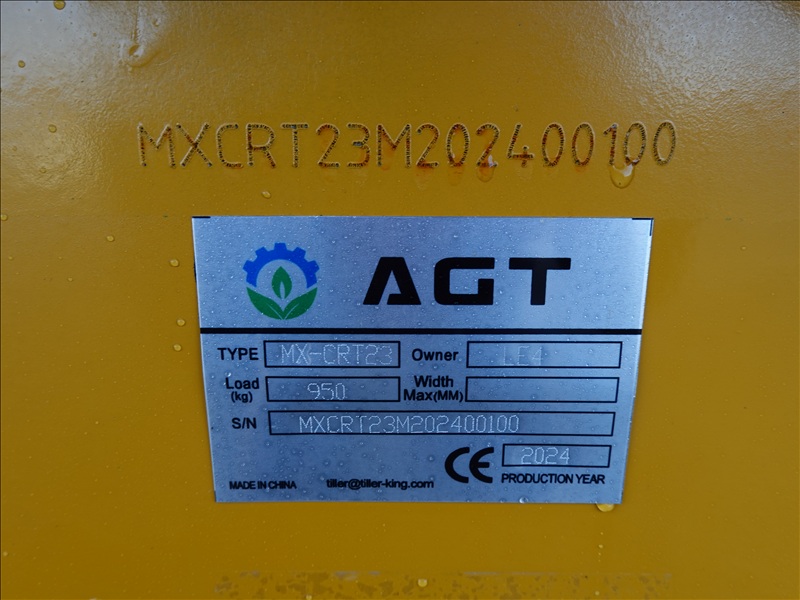 MXCRT23M202400100
AGT
TYPE MX-CRT23 Owner LE4
Load (kg) 950 Width Max(MM)
S/N MXCRT23M202400100
CE 2024
MADE IN CHINA tiller@tiller-king.com PRODUCTION YEAR